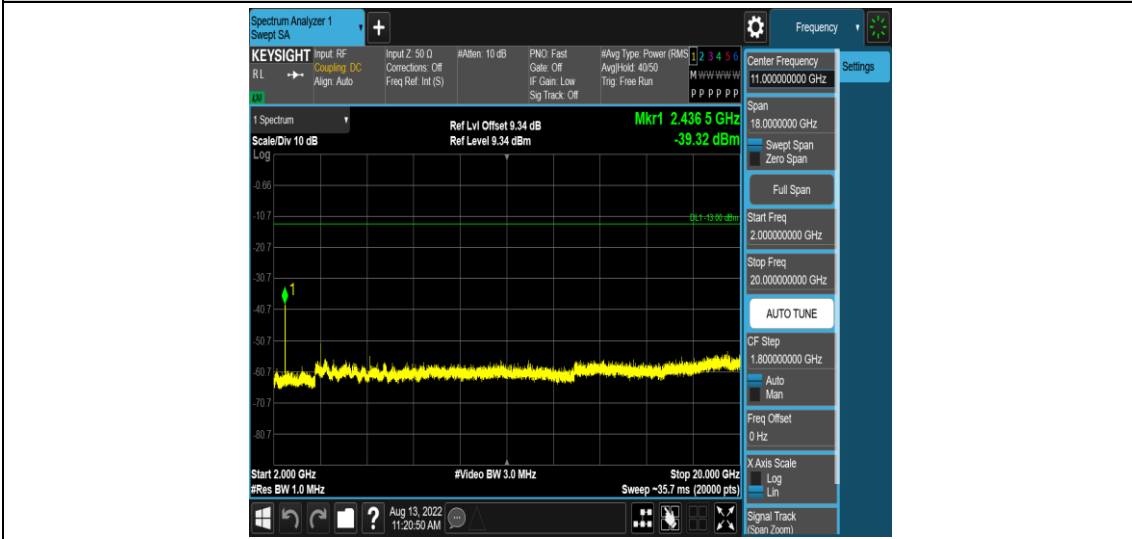 Spectrum Analyzer 1
Swept SA
+
Frequency
KEYSIGHT
RL
LXI
Input: RF
Coupling: DC
Align: Auto
Input Z: 50 Ω
Corrections: Off
Freq Ref: Int (S)
#Atten: 10 dB
PNO: Fast
Gate: Off
IF Gain: Low
Sig Track: Off
#Avg Type: Power (RMS
Avg|Hold: 40/50
Trig: Free Run
1 2 3 4 5 6
M W W W W W
P P P P P P
1 Spectrum
Scale/Div 10 dB
Log
Ref Lvl Offset 9.34 dB
Ref Level 9.34 dBm
Mkr1 2.436 5 GHz
-39.32 dBm
-0.66
-10.7
DL1 -13.00 dBm
-20.7
-30.7
1
-40.7
-50.7
-60.7
-70.7
-80.7
Start 2.000 GHz
#Res BW 1.0 MHz
#Video BW 3.0 MHz
Stop 20.000 GHz
Sweep ~35.7 ms (20000 pts)
?
Aug 13, 2022
11:20:50 AM
Center Frequency
11.000000000 GHz
Settings
Span
18.0000000 GHz
Swept Span
Zero Span
Full Span
Start Freq
2.000000000 GHz
Stop Freq
20.000000000 GHz
AUTO TUNE
CF Step
1.800000000 GHz
Auto
Man
Freq Offset
0 Hz
X Axis Scale
Log
Lin
Signal Track
(Span Zoom)